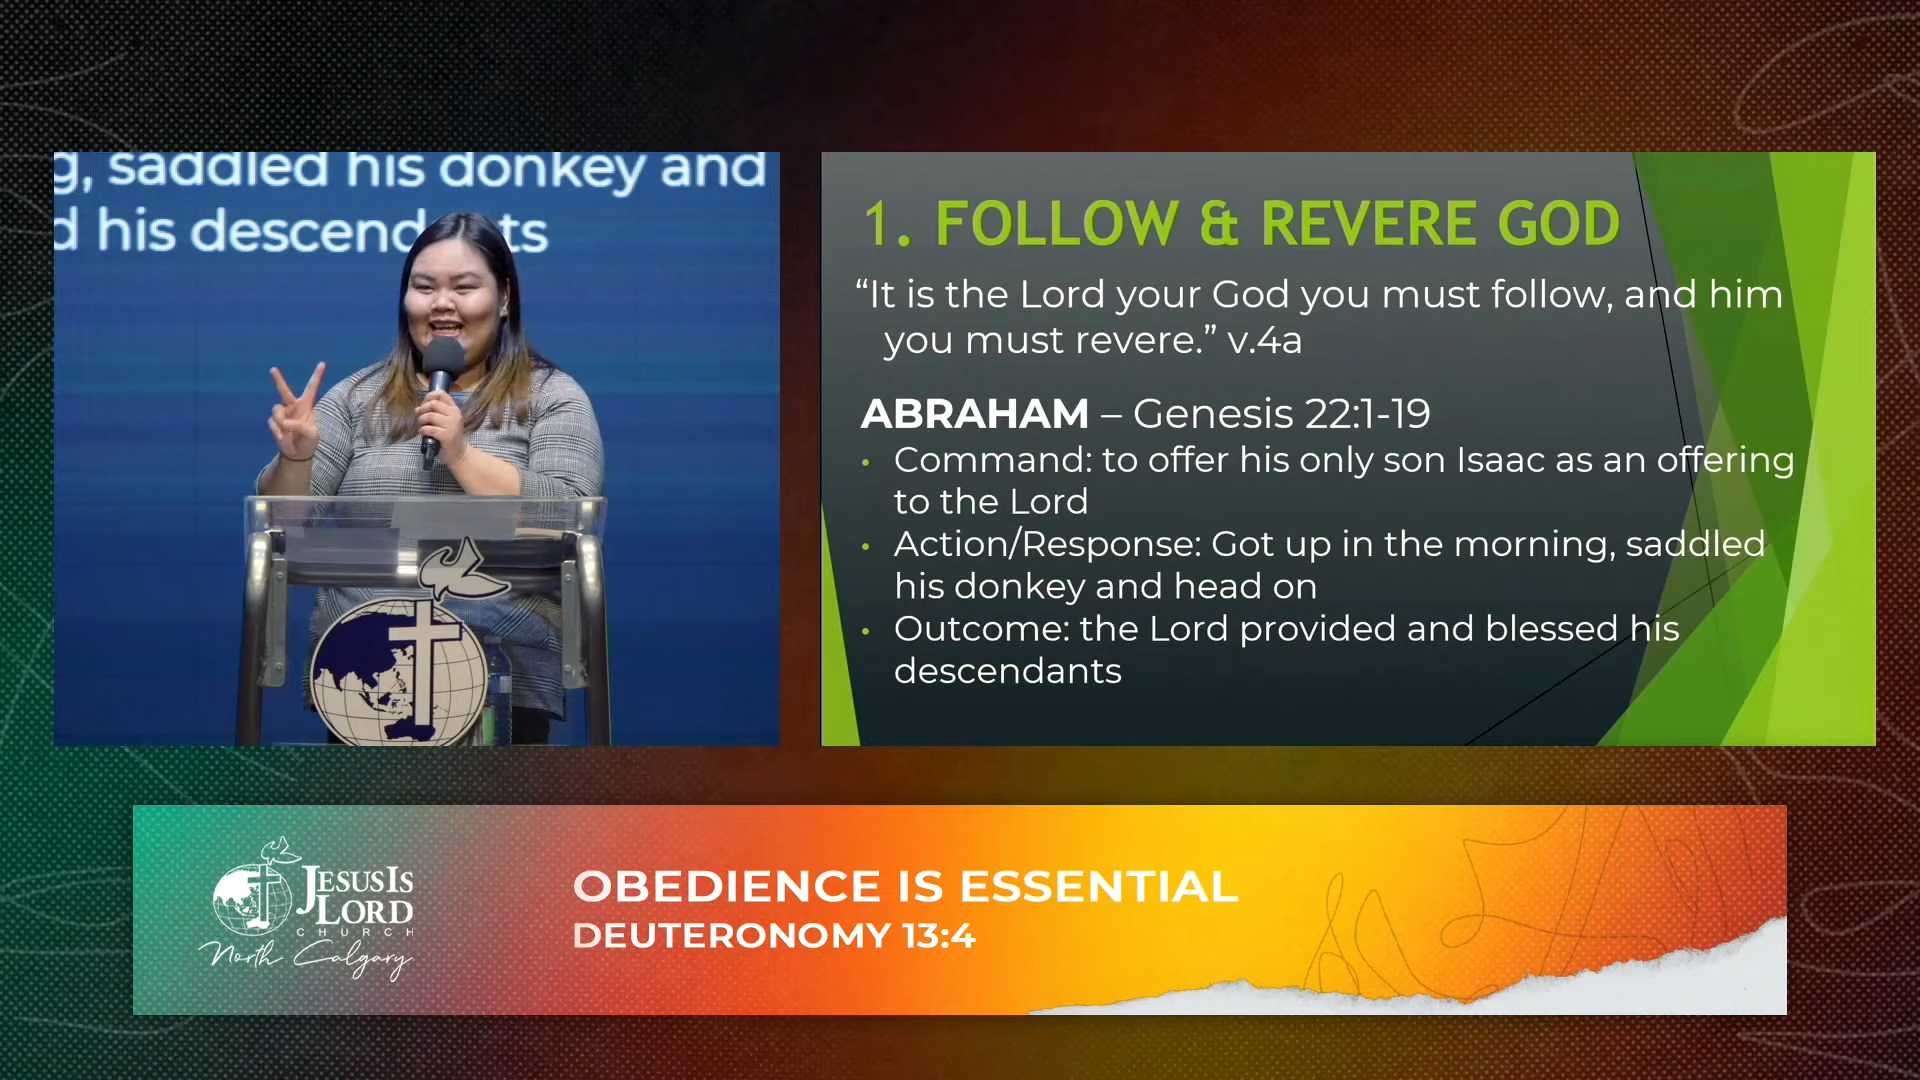 g, saddled his donkey and
d his descend ts
1. FOLLOW & REVERE GOD
“It is the Lord your God you must follow, and him
you must revere.” v.4a
ABRAHAM – Genesis 22:1-19
• Command: to offer his only son Isaac as an offering
to the Lord
• Action/Response: Got up in the morning, saddled
his donkey and head on
• Outcome: the Lord provided and blessed his
descendants
JESUS IS
LORD
CHURCH
North Calgary
OBEDIENCE IS ESSENTIAL
DEUTERONOMY 13:4